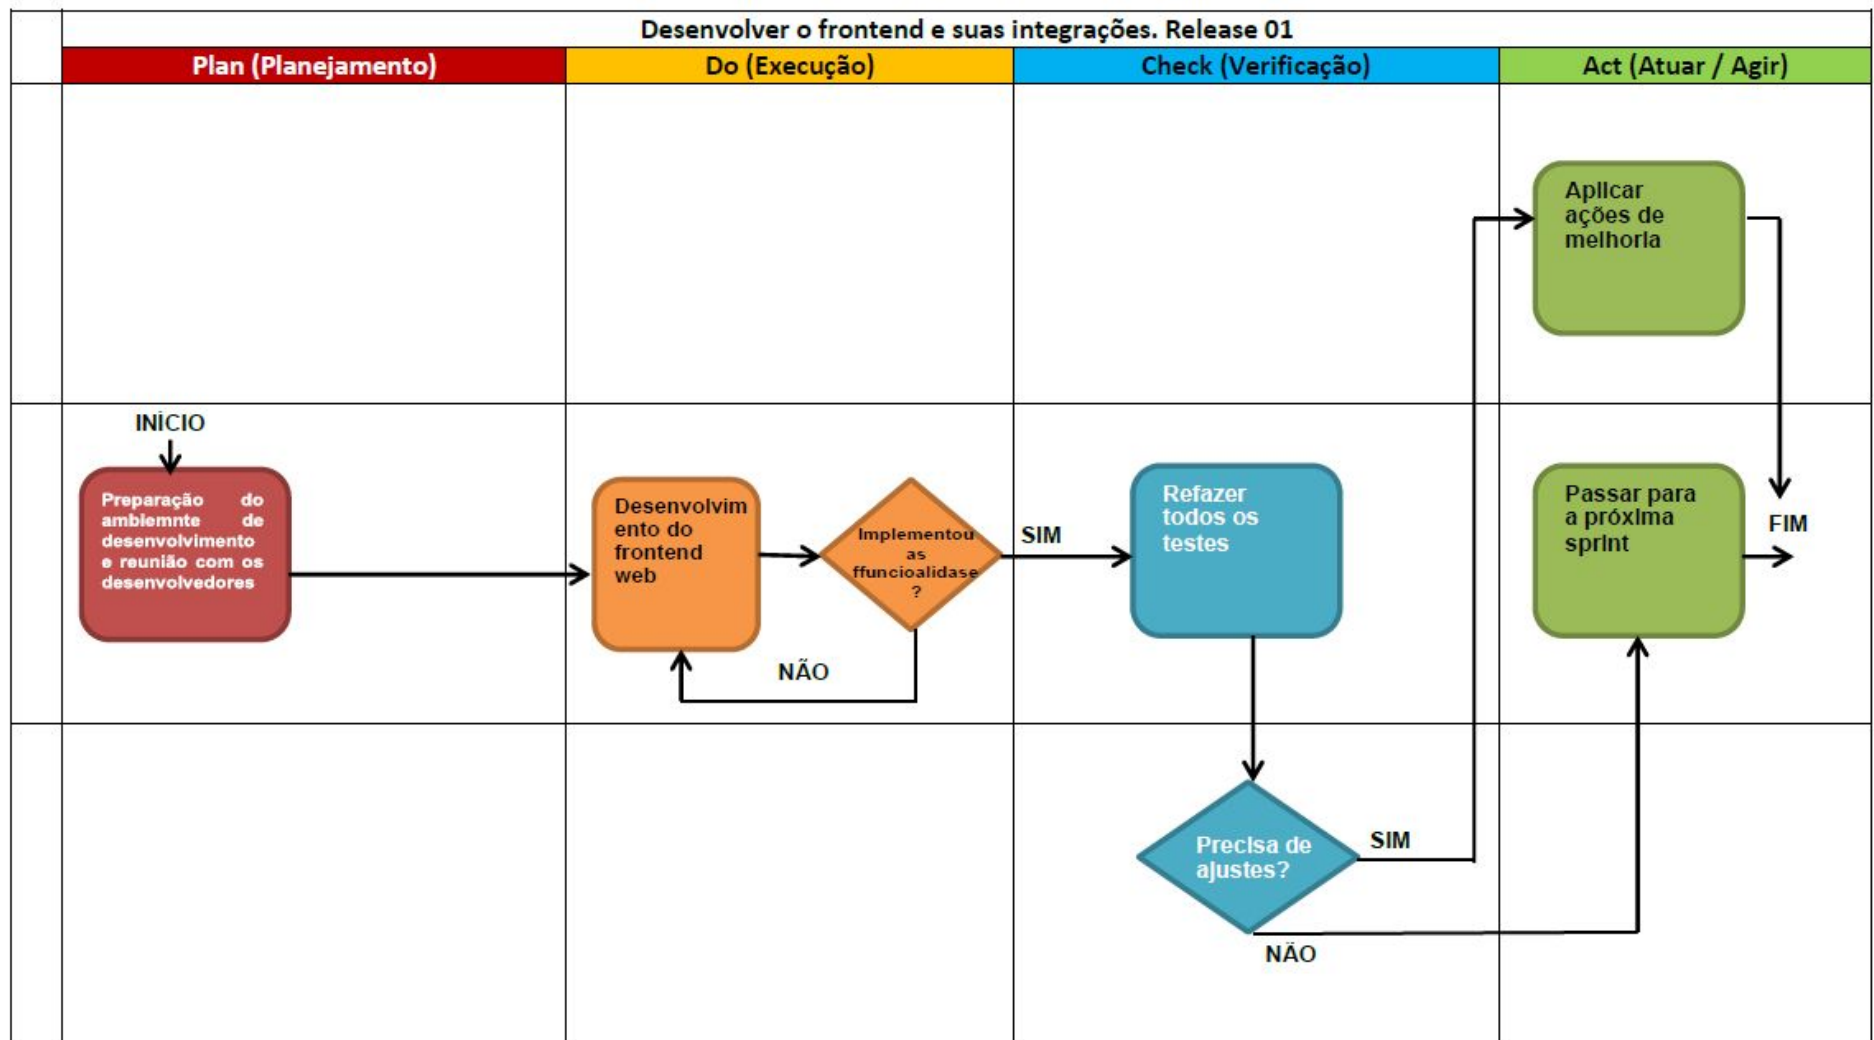 Desenvolver o frontend e suas integrações. Release 01
Plan (Planejamento)
Do (Execução)
Check (Verificação)
Act (Atuar / Agir)
Aplicar
ações de
melhoria
INÍCIO
Preparação do
ambiemnte de
desenvolvimento
e reunião com os
desenvolvedores
Desenvolvim
ento do
frontend
web
Implementou
as
ffuncioalidase
?
NÃO
SIM
Refazer
todos os
testes
Passar para
a próxima
sprint
FIM
Precisa de
ajustes?
SIM
NÃO